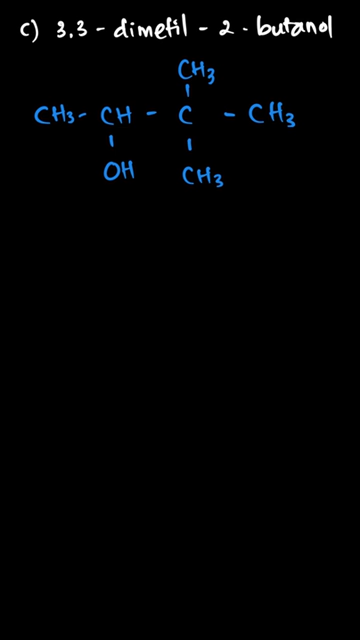 c) 3.3 - dimetil - 2 - butanol
CH3
CH3 - CH - C - CH3
OH CH3